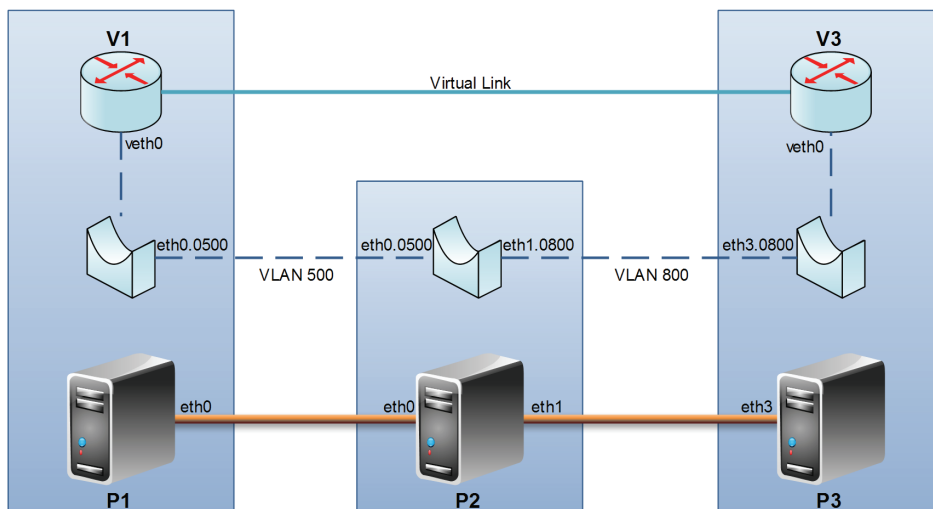 V1
V3
Virtual Link
veth0
veth0
eth0.0500
eth0.0500
eth1.0800
eth3.0800
VLAN 500
VLAN 800
eth0
eth0
eth1
eth3
P1
P2
P3